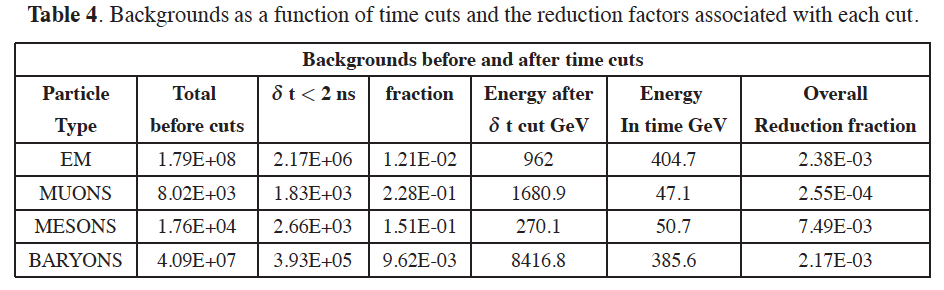 Table 4. Backgrounds as a function of time cuts and the reduction factors associated with each cut.
Backgrounds before and after time cuts
Particle Type Total before cuts δ t < 2 ns fraction Energy after δ t cut GeV Energy In time GeV Overall Reduction fraction
EM 1.79E+08 2.17E+06 1.21E-02 962 404.7 2.38E-03
MUONS 8.02E+03 1.83E+03 2.28E-01 1680.9 47.1 2.55E-04
MESONS 1.76E+04 2.66E+03 1.51E-01 270.1 50.7 7.49E-03
BARYONS 4.09E+07 3.93E+05 9.62E-03 8416.8 385.6 2.17E-03